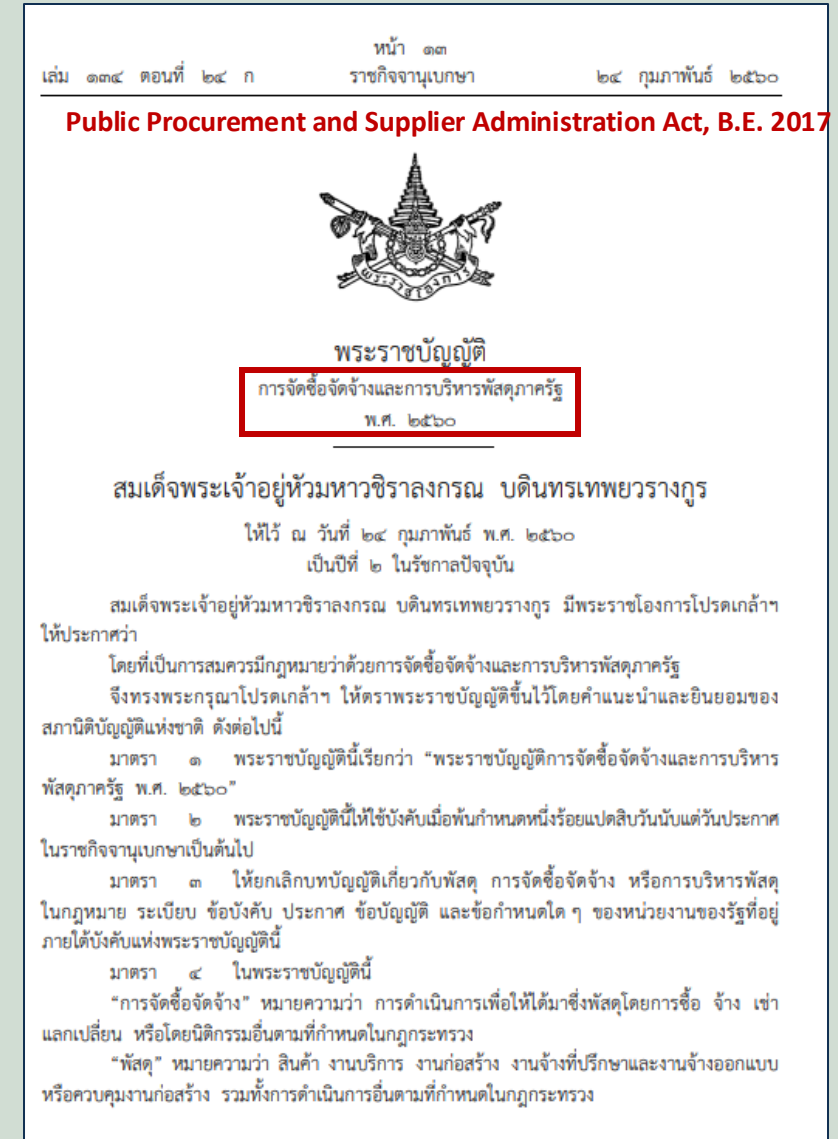 หน้า ๑๓
เล่ม ๑๓๔ ตอนที่ ๒๔ ก ราชกิจจานุเบกษา ๒๔ กุมภาพันธ์ ๒๕๖๐
Public Procurement and Supplier Administration Act, B.E. 2017
พระบรมราชโองการ
พระราชบัญญัติ
การจัดซื้อจัดจ้างและการบริหารพัสดุภาครัฐ
พ.ศ. ๒๕๖๐
สมเด็จพระเจ้าอยู่หัวมหาวชิราลงกรณ บดินทรเทพยวรางกูร
ให้ไว้ ณ วันที่ ๒๔ กุมภาพันธ์ พ.ศ. ๒๕๖๐
เป็นปีที่ ๒ ในรัชกาลปัจจุบัน
สมเด็จพระเจ้าอยู่หัวมหาวชิราลงกรณ บดินทรเทพยวรางกูร มีพระราชโองการโปรดเกล้าฯ
ให้ประกาศว่า
โดยที่เป็นการสมควรมีกฎหมายว่าด้วยการจัดซื้อจัดจ้างและการบริหารพัสดุภาครัฐ
จึงทรงพระกรุณาโปรดเกล้าฯ ให้ตราพระราชบัญญัติขึ้นไว้โดยคำแนะนำและยินยอมของ
สภานิติบัญญัติแห่งชาติ ดังต่อไปนี้
มาตรา ๑ พระราชบัญญัตินี้เรียกว่า “พระราชบัญญัติการจัดซื้อจัดจ้างและการบริหาร
พัสดุภาครัฐ พ.ศ. ๒๕๖๐”
มาตรา ๒ พระราชบัญญัตินี้ให้ใช้บังคับเมื่อพ้นกำหนดหนึ่งร้อยแปดสิบวันนับแต่วันประกาศ
ในราชกิจจานุเบกษาเป็นต้นไป
มาตรา ๓ ให้ยกเลิกบทบัญญัติเกี่ยวกับพัสดุ การจัดซื้อจัดจ้าง หรือการบริหารพัสดุ
ในกฎหมาย ระเบียบ ข้อบังคับ ประกาศ ข้อบัญญัติ และข้อกำหนดใด ๆ ของหน่วยงานของรัฐที่อยู่
ภายใต้บังคับแห่งพระราชบัญญัตินี้
มาตรา ๔ ในพระราชบัญญัตินี้
“การจัดซื้อจัดจ้าง” หมายความว่า การดำเนินการเพื่อให้ได้มาซึ่งพัสดุโดยการซื้อ จ้าง เช่า
แลกเปลี่ยน หรือโดยนิติกรรมอื่นตามที่กำหนดในกฎกระทรวง
“พัสดุ” หมายความว่า สินค้า งานบริการ งานก่อสร้าง งานจ้างที่ปรึกษาและงานจ้างออกแบบ
หรือควบคุมงานก่อสร้าง รวมทั้งการดำเนินการอื่นตามที่กำหนดในกฎกระทรวง